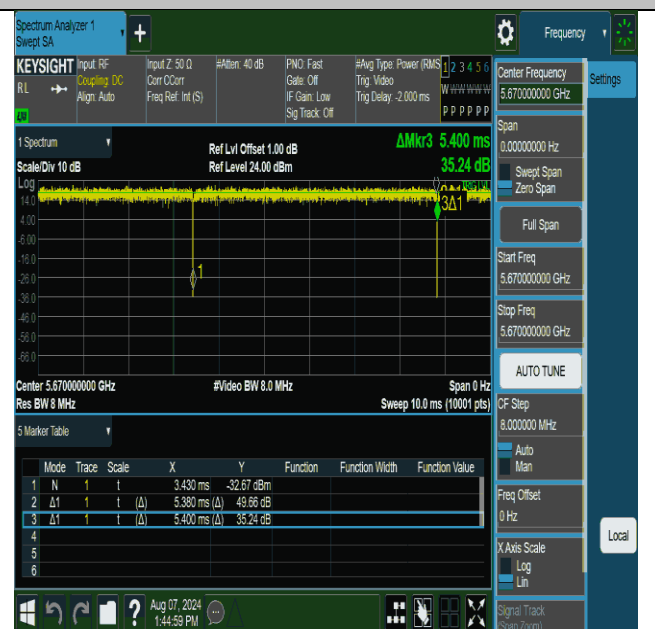 Spectrum Analyzer 1
Swept SA
+
Frequency
KEYSIGHT
RL
Input: RF
Coupling: DC
Align: Auto
Input Z: 50 Ω
Corr CCorr
Freq Ref: Int (S)
#Atten: 40 dB
PNO: Fast
Gate: Off
IF Gain: Low
Sig Track: Off
#Avg Type: Power (RMS
Trig: Video
Trig Delay: -2.000 ms
1 2 3 4 5 6
W W W W W W
P P P P P P
1 Spectrum
Scale/Div 10 dB
Ref Lvl Offset 1.00 dB
Ref Level 24.00 dBm
ΔMkr3 5.400 ms
35.24 dB
Log
14.0
4.00
-6.00
-16.0
-26.0
-36.0
-46.0
-56.0
-66.0
1
3Δ1
Center 5.670000000 GHz
#Video BW 8.0 MHz
Span 0 Hz
Res BW 8 MHz
Sweep 10.0 ms (10001 pts)
5 Marker Table
Mode Trace Scale X Y Function Function Width Function Value
1 N 1 t 3.430 ms -32.67 dBm
2 Δ1 1 t (Δ) 5.380 ms (Δ) 49.66 dB
3 Δ1 1 t (Δ) 5.400 ms (Δ) 35.24 dB
4
5
6
Aug 07, 2024
1:44:59 PM
Center Frequency
5.670000000 GHz
Settings
Span
0.00000000 Hz
Swept Span
Zero Span
Full Span
Start Freq
5.670000000 GHz
Stop Freq
5.670000000 GHz
AUTO TUNE
CF Step
8.000000 MHz
Auto
Man
Freq Offset
0 Hz
X Axis Scale
Log
Lin
Signal Track
(Span Zoom)
Local